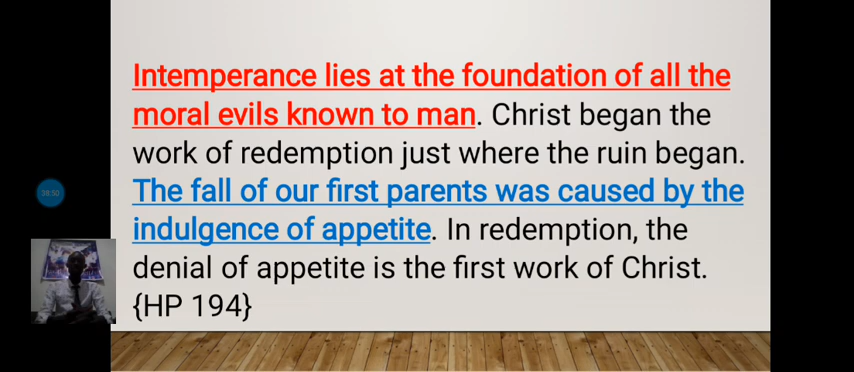 Intemperance lies at the foundation of all the
moral evils known to man. Christ began the
work of redemption just where the ruin began.
The fall of our first parents was caused by the
indulgence of appetite. In redemption, the
denial of appetite is the first work of Christ.
{HP 194}
39:50